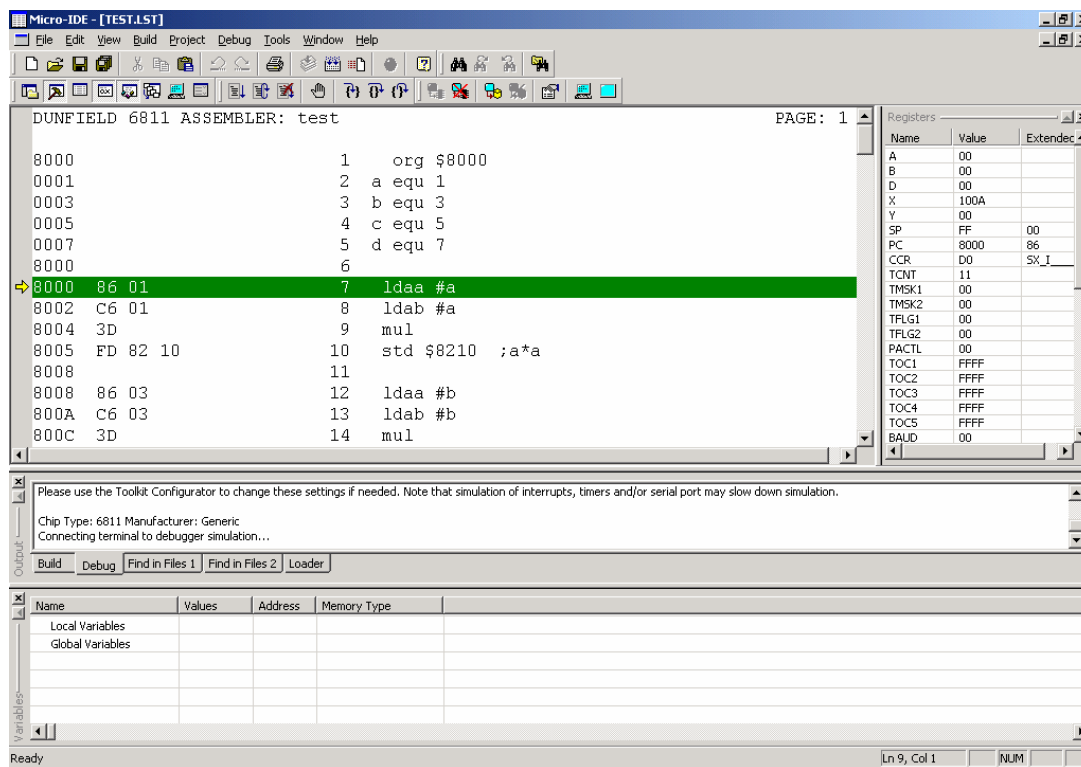 Micro-IDE - [TEST.LST]
File Edit View Build Project Debug Tools Window Help
DUNFIELD 6811 ASSEMBLER: test PAGE: 1
8000 1 org $8000
0001 2 a equ 1
0003 3 b equ 3
0005 4 c equ 5
0007 5 d equ 7
8000 6
8000 86 01 7 ldaa #a
8002 C6 01 8 ldab #a
8004 3D 9 mul
8005 FD 82 10 10 std $8210 ;a*a
8008 11
8008 86 03 12 ldaa #b
800A C6 03 13 ldab #b
800C 3D 14 mul
Registers
Name Value Extended
A 00
B 00
D 00
X 100A
Y 00
SP FF 00
PC 8000 86
CCR D0 SX_I____
TCNT 11
TMSK1 00
TMSK2 00
TFLG1 00
TFLG2 00
PACTL 00
TOC1 FFFF
TOC2 FFFF
TOC3 FFFF
TOC4 FFFF
TOC5 FFFF
BAUD 00
Output
Please use the Toolkit Configurator to change these settings if needed. Note that simulation of interrupts, timers and/or serial port may slow down simulation.
Chip Type: 6811 Manufacturer: Generic
Connecting terminal to debugger simulation...
Build Debug Find in Files 1 Find in Files 2 Loader
Variables
Name Values Address Memory Type
Local Variables
Global Variables
Ready Ln 9, Col 1 NUM